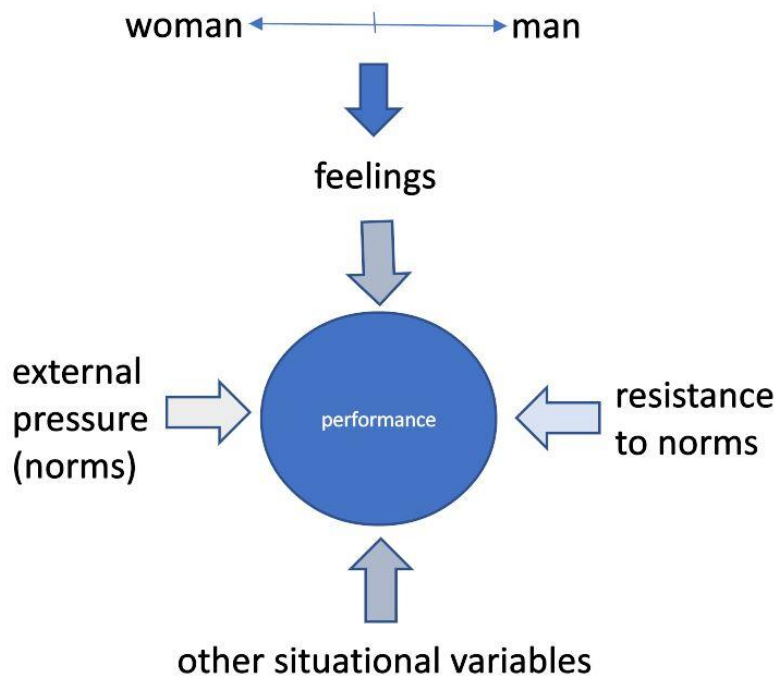 woman man
feelings
external
pressure
(norms)
performance
resistance
to norms
other situational variables